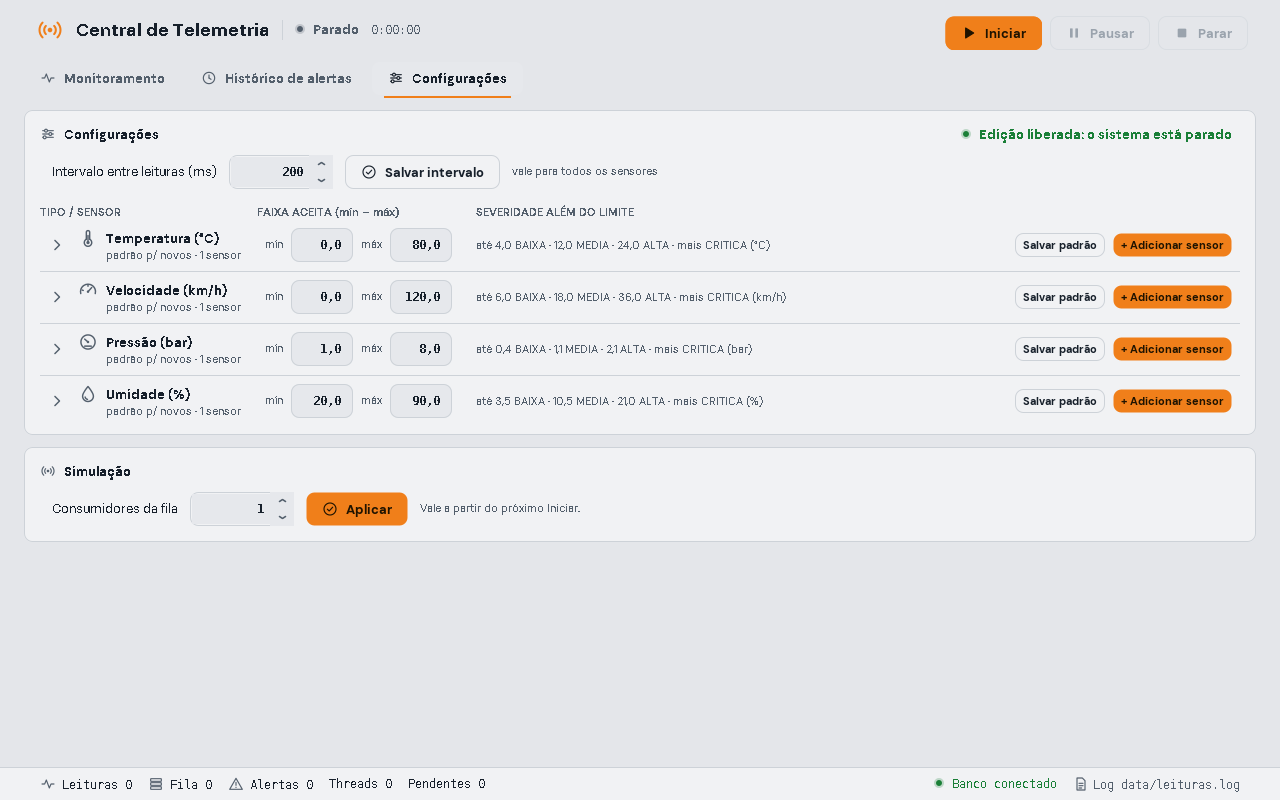 Central de Telemetria
Parado 0:00:00
Iniciar
Pausar
Parar
Monitoramento
Histórico de alertas
Configurações
Configurações
Edição liberada: o sistema está parado
Intervalo entre leituras (ms) 200
Salvar intervalo
vale para todos os sensores
TIPO / SENSOR FAIXA ACEITA (mín – máx) SEVERIDADE ALÉM DO LIMITE
Temperatura (°C)
padrão p/ novos · 1 sensor
mín 0,0 máx 80,0
até 4,0 BAIXA · 12,0 MEDIA · 24,0 ALTA · mais CRITICA (°C)
Salvar padrão
+ Adicionar sensor
Velocidade (km/h)
padrão p/ novos · 1 sensor
mín 0,0 máx 120,0
até 6,0 BAIXA · 18,0 MEDIA · 36,0 ALTA · mais CRITICA (km/h)
Salvar padrão
+ Adicionar sensor
Pressão (bar)
padrão p/ novos · 1 sensor
mín 1,0 máx 8,0
até 0,4 BAIXA · 1,1 MEDIA · 2,1 ALTA · mais CRITICA (bar)
Salvar padrão
+ Adicionar sensor
Umidade (%)
padrão p/ novos · 1 sensor
mín 20,0 máx 90,0
até 3,5 BAIXA · 10,5 MEDIA · 21,0 ALTA · mais CRITICA (%)
Salvar padrão
+ Adicionar sensor
Simulação
Consumidores da fila 1
Aplicar
Vale a partir do próximo Iniciar.
Leituras 0 Fila 0 Alertas 0 Threads 0 Pendentes 0
Banco conectado
Log data/leituras.log